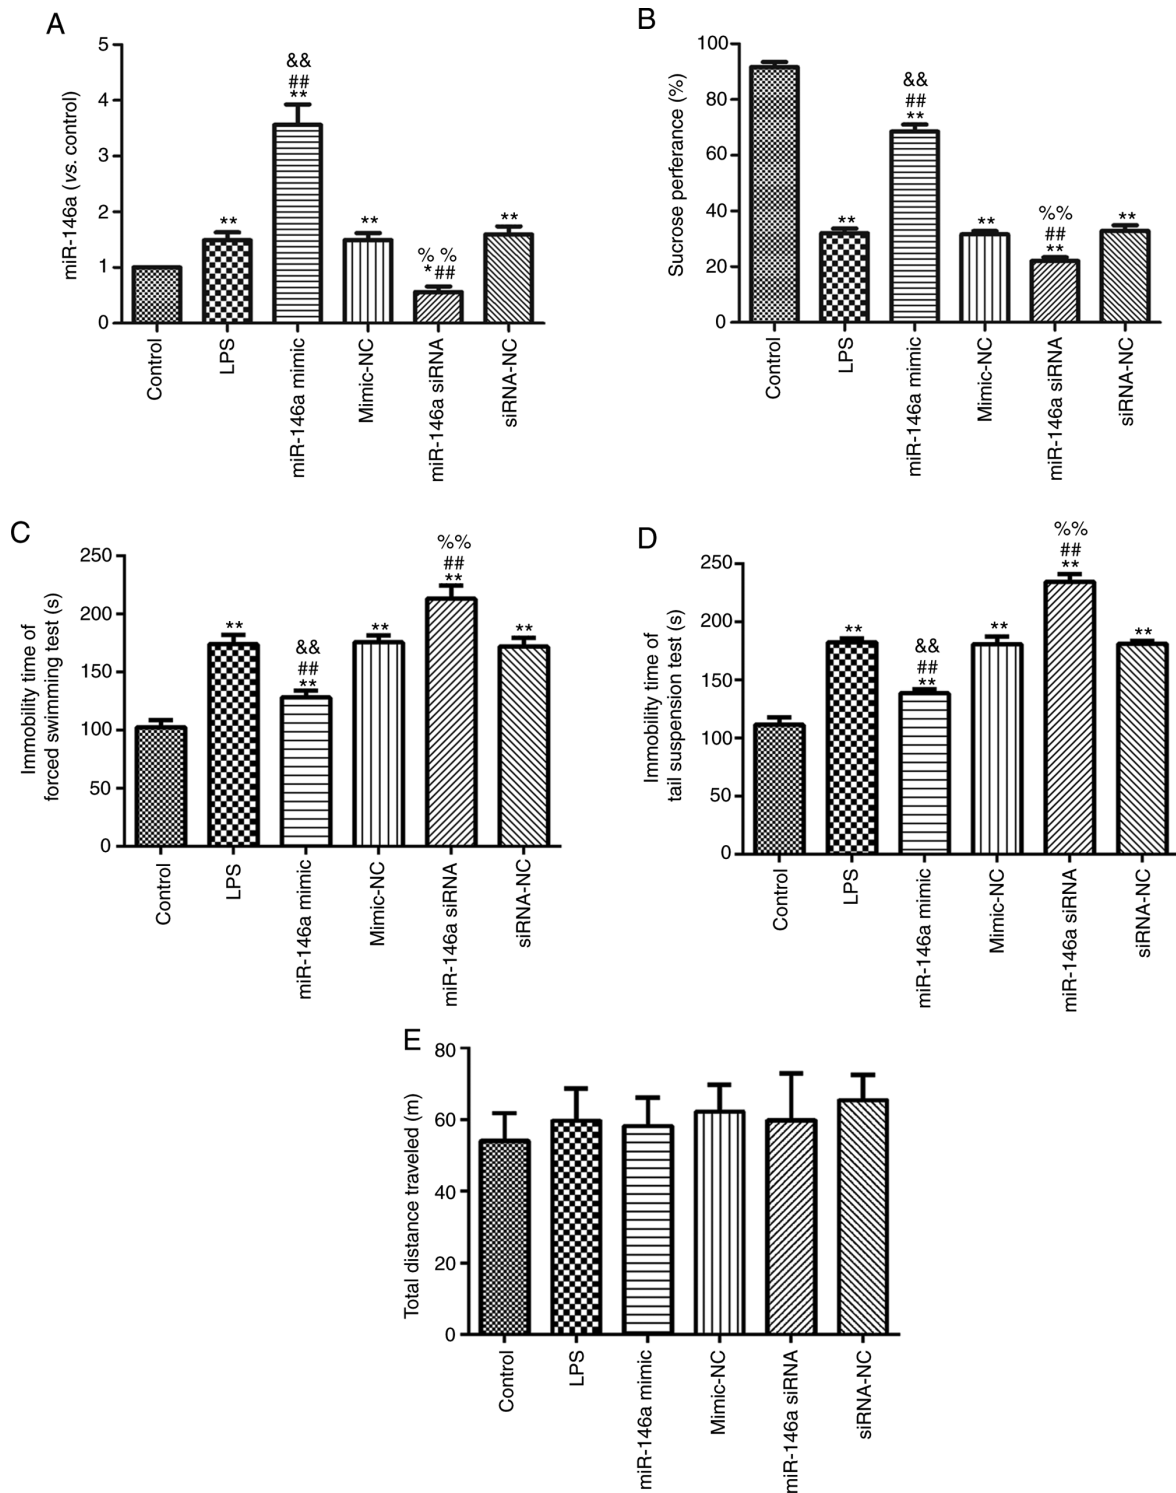 A
miR-146a (vs. control)
5
4
3
2
1
0
**
&&
##
**
**
% %
*##
**
Control
LPS
miR-146a mimic
Mimic-NC
miR-146a siRNA
siRNA-NC
B
Sucrose perferance (%)
100
80
60
40
20
0
**
&&
##
**
**
%%
##
**
**
Control
LPS
miR-146a mimic
Mimic-NC
miR-146a siRNA
siRNA-NC
C
Immobility time of
forced swimming test (s)
250
200
150
100
50
0
**
&&
##
**
**
%%
##
**
**
Control
LPS
miR-146a mimic
Mimic-NC
miR-146a siRNA
siRNA-NC
D
Immobility time of
tail suspension test (s)
250
200
150
100
50
0
**
&&
##
**
**
%%
##
**
**
Control
LPS
miR-146a mimic
Mimic-NC
miR-146a siRNA
siRNA-NC
E
Total distance traveled (m)
80
60
40
20
0
Control
LPS
miR-146a mimic
Mimic-NC
miR-146a siRNA
siRNA-NC